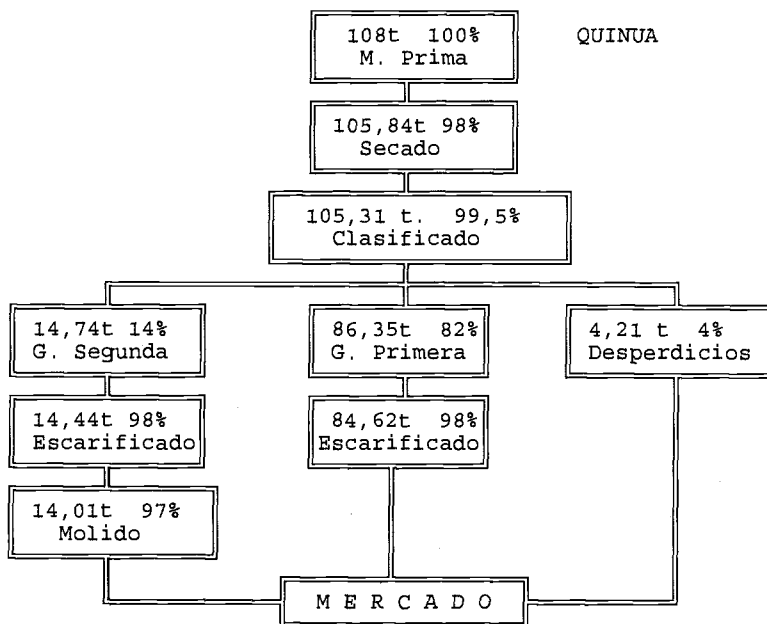 108t 100%
M. Prima
QUINUA
105,84t 98%
Secado
105,31 t. 99,5%
Clasificado
14,74t 14%
G. Segunda
86,35t 82%
G. Primera
4,21 t 4%
Desperdicios
14,44t 98%
Escarificado
84,62t 98%
Escarificado
14,01t 97%
Molido
M E R C A D O